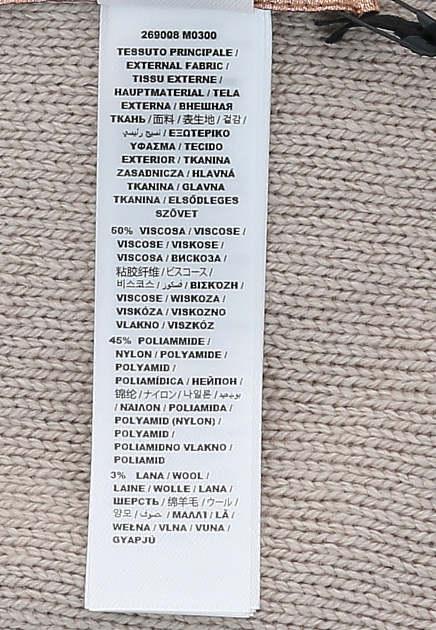 269008 M0300
TESSUTO PRINCIPALE /
EXTERNAL FABRIC /
TISSU EXTERNE /
HAUPTMATERIAL / TELA
EXTERNA / ВНЕШНАЯ
ТКАНЬ / 面料 / 表生地 / 겉감 /
نسيج رئيسي / ΕΞΩΤΕΡΙΚΟ
ΥΦΑΣΜΑ / TECIDO
EXTERIOR / TKANINA
ZASADNICZA / HLAVNÁ
TKANINA / GLAVNA
TKANINA / ELSŐDLEGES
SZÖVET
50% VISCOSA / VISCOSE /
VISCOSE / VISKOSE /
VISCOSA / ВИСКОЗА /
粘胶纤维 / ビスコース /
비스코스 / فسكوز / ΒΙΣΚΟΖΗ /
VISCOSE / WISKOZA /
VISKÓZA / VISKOZNO
VLAKNO / VISZKÓZ
45% POLIAMMIDE /
NYLON / POLYAMIDE /
POLYAMID /
POLIAMÍDICA / НЕЙЛОН /
锦纶 / ナイロン / 나일론 /
/ ΝΑΪΛΟΝ / POLIAMIDA /
POLYAMID (NYLON) /
POLYAMID /
POLIAMIDNO VLAKNO /
POLIAMID
3% LANA / WOOL /
LAINE / WOLLE / LANA /
ШЕРСТЬ / 绵羊毛 / ウール /
양모 / صوف / ΜΑΛΛΙ / LÃ /
WEŁNA / VLNA / VUNA /
GYAPJÚ